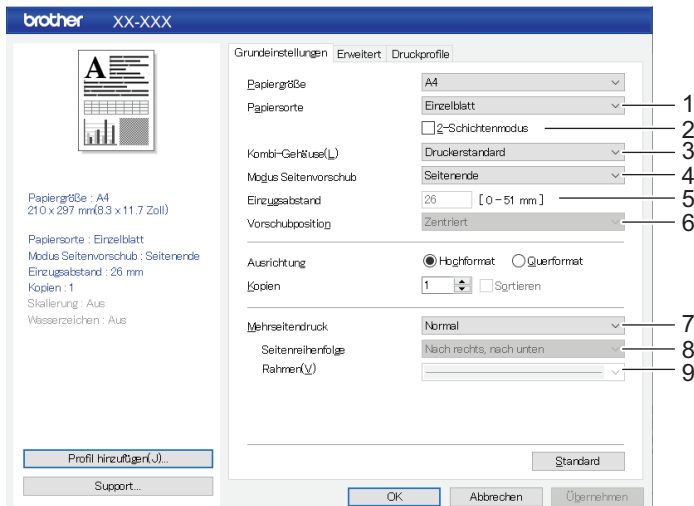 brother XX-XXX
Grundeinstellungen Erweitert Druckprofile
A
Papiergröße A4
Papiersorte Einzelblatt 1
2-Schichtenmodus 2
Kombi-Gehäuse(L) Druckerstandard 3
Modus Seitenvorschub Seitenende 4
Einzugsabstand 26 [ 0-51 mm ] 5
Vorschubposition Zentriert 6
Ausrichtung Hochformat Querformat
Kopien 1 Sortieren
Mehrseitendruck Normal 7
Seitenreihenfolge Nach rechts, nach unten 8
Rahmen(V) 9
Papiergröße : A4
210 x 297 mm(8.3 x 11.7 Zoll)
Papiersorte : Einzelblatt
Modus Seitenvorschub : Seitenende
Einzugsabstand : 26 mm
Kopien : 1
Skalierung : Aus
Wasserzeichen : Aus
Profil hinzufügen(J)...
Support...
Standard
OK Abbrechen Übernehmen